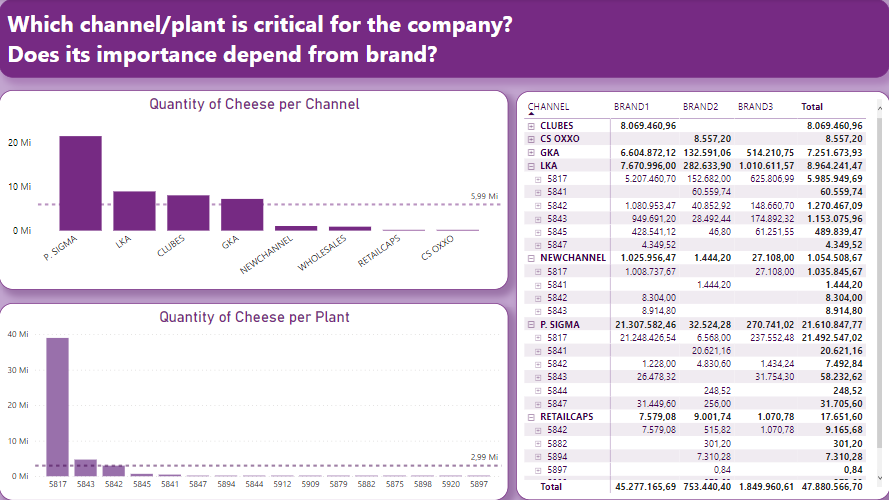 Which channel/plant is critical for the company?
Does its importance depend from brand?
Quantity of Cheese per Channel
20 Mi
10 Mi
0 Mi
5,99 Mi
P. SIGMA LKA CLUBES GKA NEWCHANNEL WHOLESALES RETAILCAPS CS OXXO
Quantity of Cheese per Plant
40 Mi
30 Mi
20 Mi
10 Mi
0 Mi
2,99 Mi
5817 5843 5842 5845 5841 5847 5894 5844 5912 5909 5879 5882 5875 5898 5920 5897
CHANNEL BRAND1 BRAND2 BRAND3 Total
CLUBES 8.069.460,96 8.069.460,96
CS OXXO 8.557,20 8.557,20
GKA 6.604.872,12 132.591,06 514.210,75 7.251.673,93
LKA 7.670.996,00 282.633,90 1.010.611,57 8.964.241,47
5817 5.207.460,70 152.682,00 625.806,99 5.985.949,69
5841 60.559,74 60.559,74
5842 1.080.953,47 40.852,92 148.660,70 1.270.467,09
5843 949.691,20 28.492,44 174.892,32 1.153.075,96
5845 428.541,12 46,80 61.251,55 489.839,47
5847 4.349,52 4.349,52
NEWCHANNEL 1.025.956,47 1.444,20 27.108,00 1.054.508,67
5817 1.008.737,67 27.108,00 1.035.845,67
5841 1.444,20 1.444,20
5842 8.304,00 8.304,00
5843 8.914,80 8.914,80
P. SIGMA 21.307.582,46 32.524,28 270.741,02 21.610.847,77
5817 21.248.426,54 6.568,00 237.552,48 21.492.547,02
5841 20.621,16 20.621,16
5842 1.228,00 4.830,60 1.434,24 7.492,84
5843 26.478,32 31.754,30 58.232,62
5844 248,52 248,52
5847 31.449,60 256,00 31.705,60
RETAILCAPS 7.579,08 9.001,74 1.070,78 17.651,60
5842 7.579,08 515,82 1.070,78 9.165,68
5882 301,20 301,20
5894 7.310,28 7.310,28
5897 0,84 0,84
Total 45.277.165,69 753.440,40 1.849.960,61 47.880.566,70